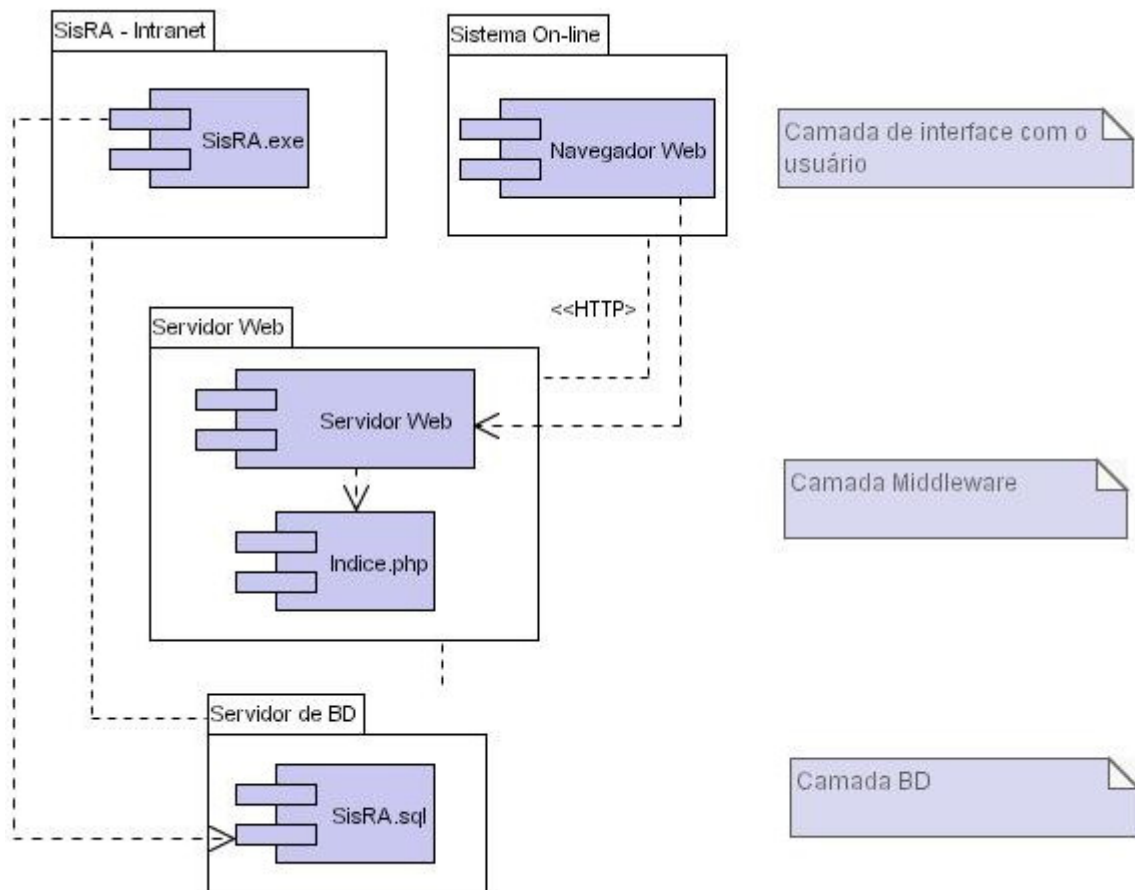 SisRA - Intranet
Sistema On-line
SisRA.exe
Navegador Web
Camada de interface com o
usuário
<<HTTP>
Servidor Web
Servidor Web
Camada Middleware
Indice.php
Servidor de BD
SisRA.sql
Camada BD